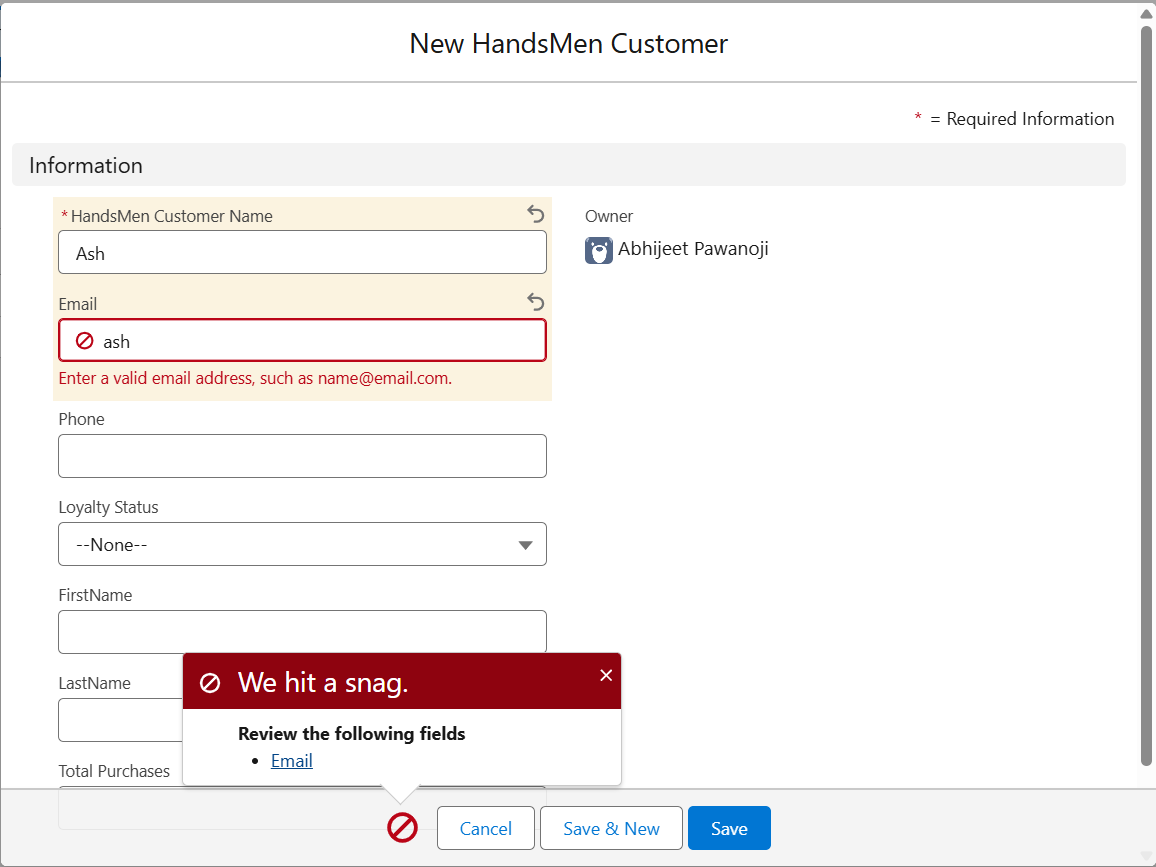 New HandsMen Customer
* = Required Information
Information
*HandsMen Customer Name
Ash
Owner
Abhijeet Pawanoji
Email
ash
Enter a valid email address, such as name@email.com.
Phone
Loyalty Status
--None--
FirstName
LastName
We hit a snag.
Review the following fields
• Email
Total Purchases
Cancel
Save & New
Save